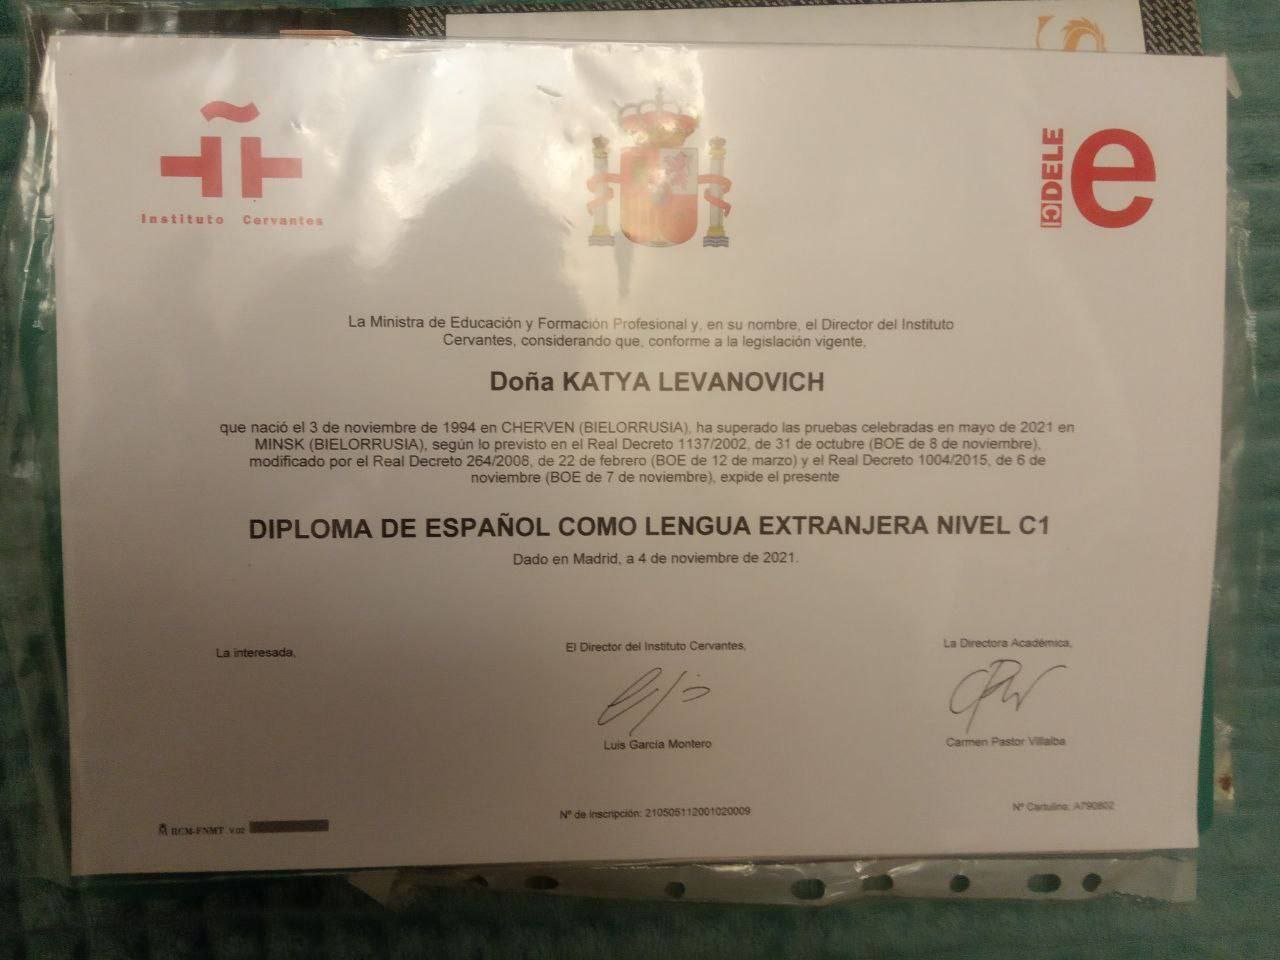 Instituto Cervantes
DELE
e
La Ministra de Educación y Formación Profesional y, en su nombre, el Director del Instituto
Cervantes, considerando que, conforme a la legislación vigente,
Doña KATYA LEVANOVICH
que nació el 3 de noviembre de 1994 en CHERVEN (BIELORRUSIA), ha superado las pruebas celebradas en mayo de 2021 en
MINSK (BIELORRUSIA), según lo previsto en el Real Decreto 1137/2002, de 31 de octubre (BOE de 8 de noviembre),
modificado por el Real Decreto 264/2008, de 22 de febrero (BOE de 12 de marzo) y el Real Decreto 1004/2015, de 6 de
noviembre (BOE de 7 de noviembre), expide el presente
DIPLOMA DE ESPAÑOL COMO LENGUA EXTRANJERA NIVEL C1
Dado en Madrid, a 4 de noviembre de 2021.
La interesada,
El Director del Instituto Cervantes,
La Directora Académica,
Luis García Montero
Carmen Pastor Villalba
RCM-FNMT V.02
Nº de inscripción: 210505112001020009
Nº Cartulina: A790802